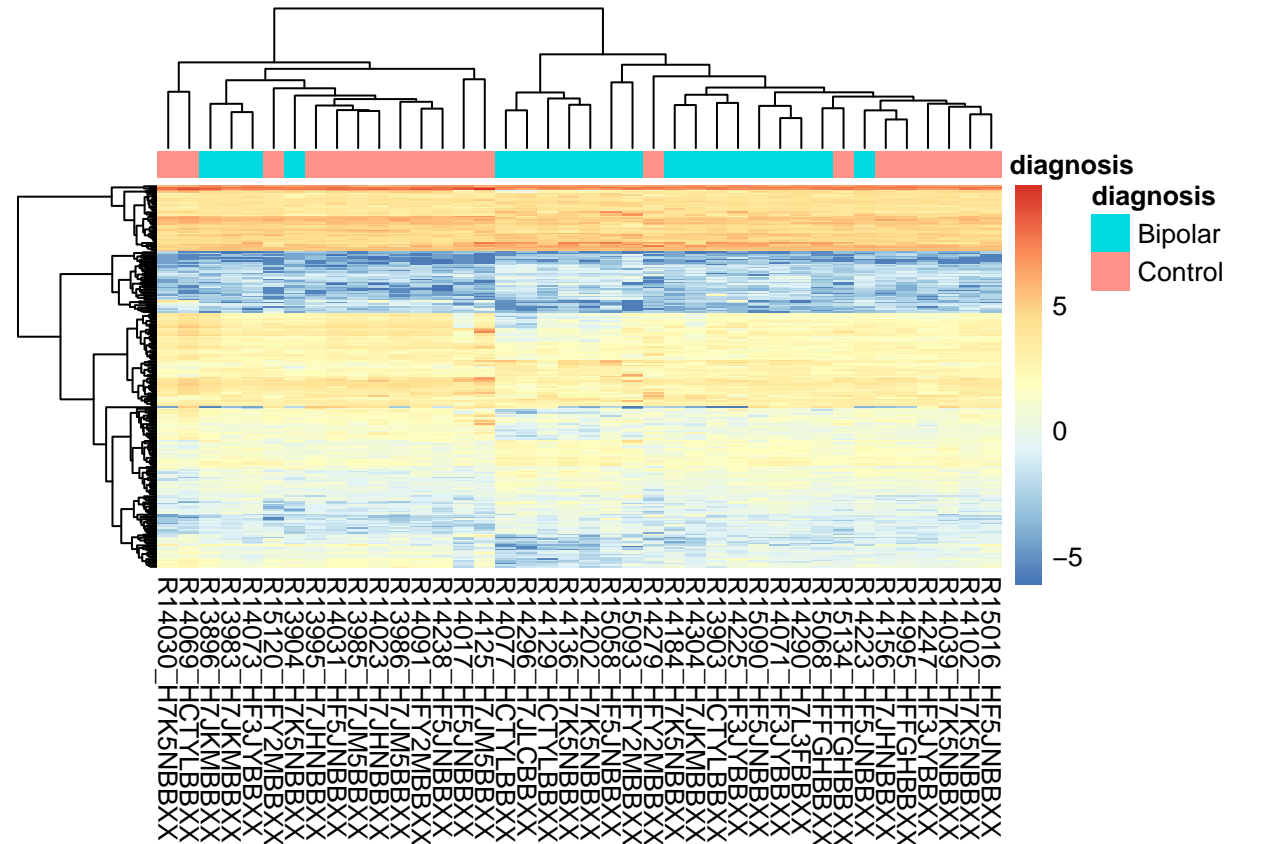 diagnosis
diagnosis
Bipolar
Control
5
0
−5
R14030_H7K5NBBXX
R14069_HCTYLBBXX
R13896_H7JKMBBXX
R13983_H7JKMBBXX
R14073_HF3JYBBXX
R15120_HFY2MBBXX
R13904_H7K5NBBXX
R13995_H7JHNBBXX
R14031_HF5JNBBXX
R13985_H7JM5BBXX
R14023_H7JHNBBXX
R13986_H7JM5BBXX
R14091_HFY2MBBXX
R14238_HF5JNBBXX
R14017_HF5JNBBXX
R14125_H7JM5BBXX
R14077_HCTYLBBXX
R14296_H7JLCBBXX
R14129_HCTYLBBXX
R14136_H7K5NBBXX
R14202_H7K5NBBXX
R15058_HF5JNBBXX
R15093_HFY2MBBXX
R14279_HFY2MBBXX
R14184_H7K5NBBXX
R14304_H7JKMBBXX
R13903_HCTYLBBXX
R14225_HF3JYBBXX
R15090_HF5JNBBXX
R14071_HF3JYBBXX
R14290_H7L3FBBXX
R15068_HFFGHBBXX
R15134_HFFGHBBXX
R14223_HF5JNBBXX
R14156_H7JHNBBXX
R14995_HFFGHBBXX
R14247_HF3JYBBXX
R14039_H7K5NBBXX
R14102_H7K5NBBXX
R15016_HF5JNBBXX